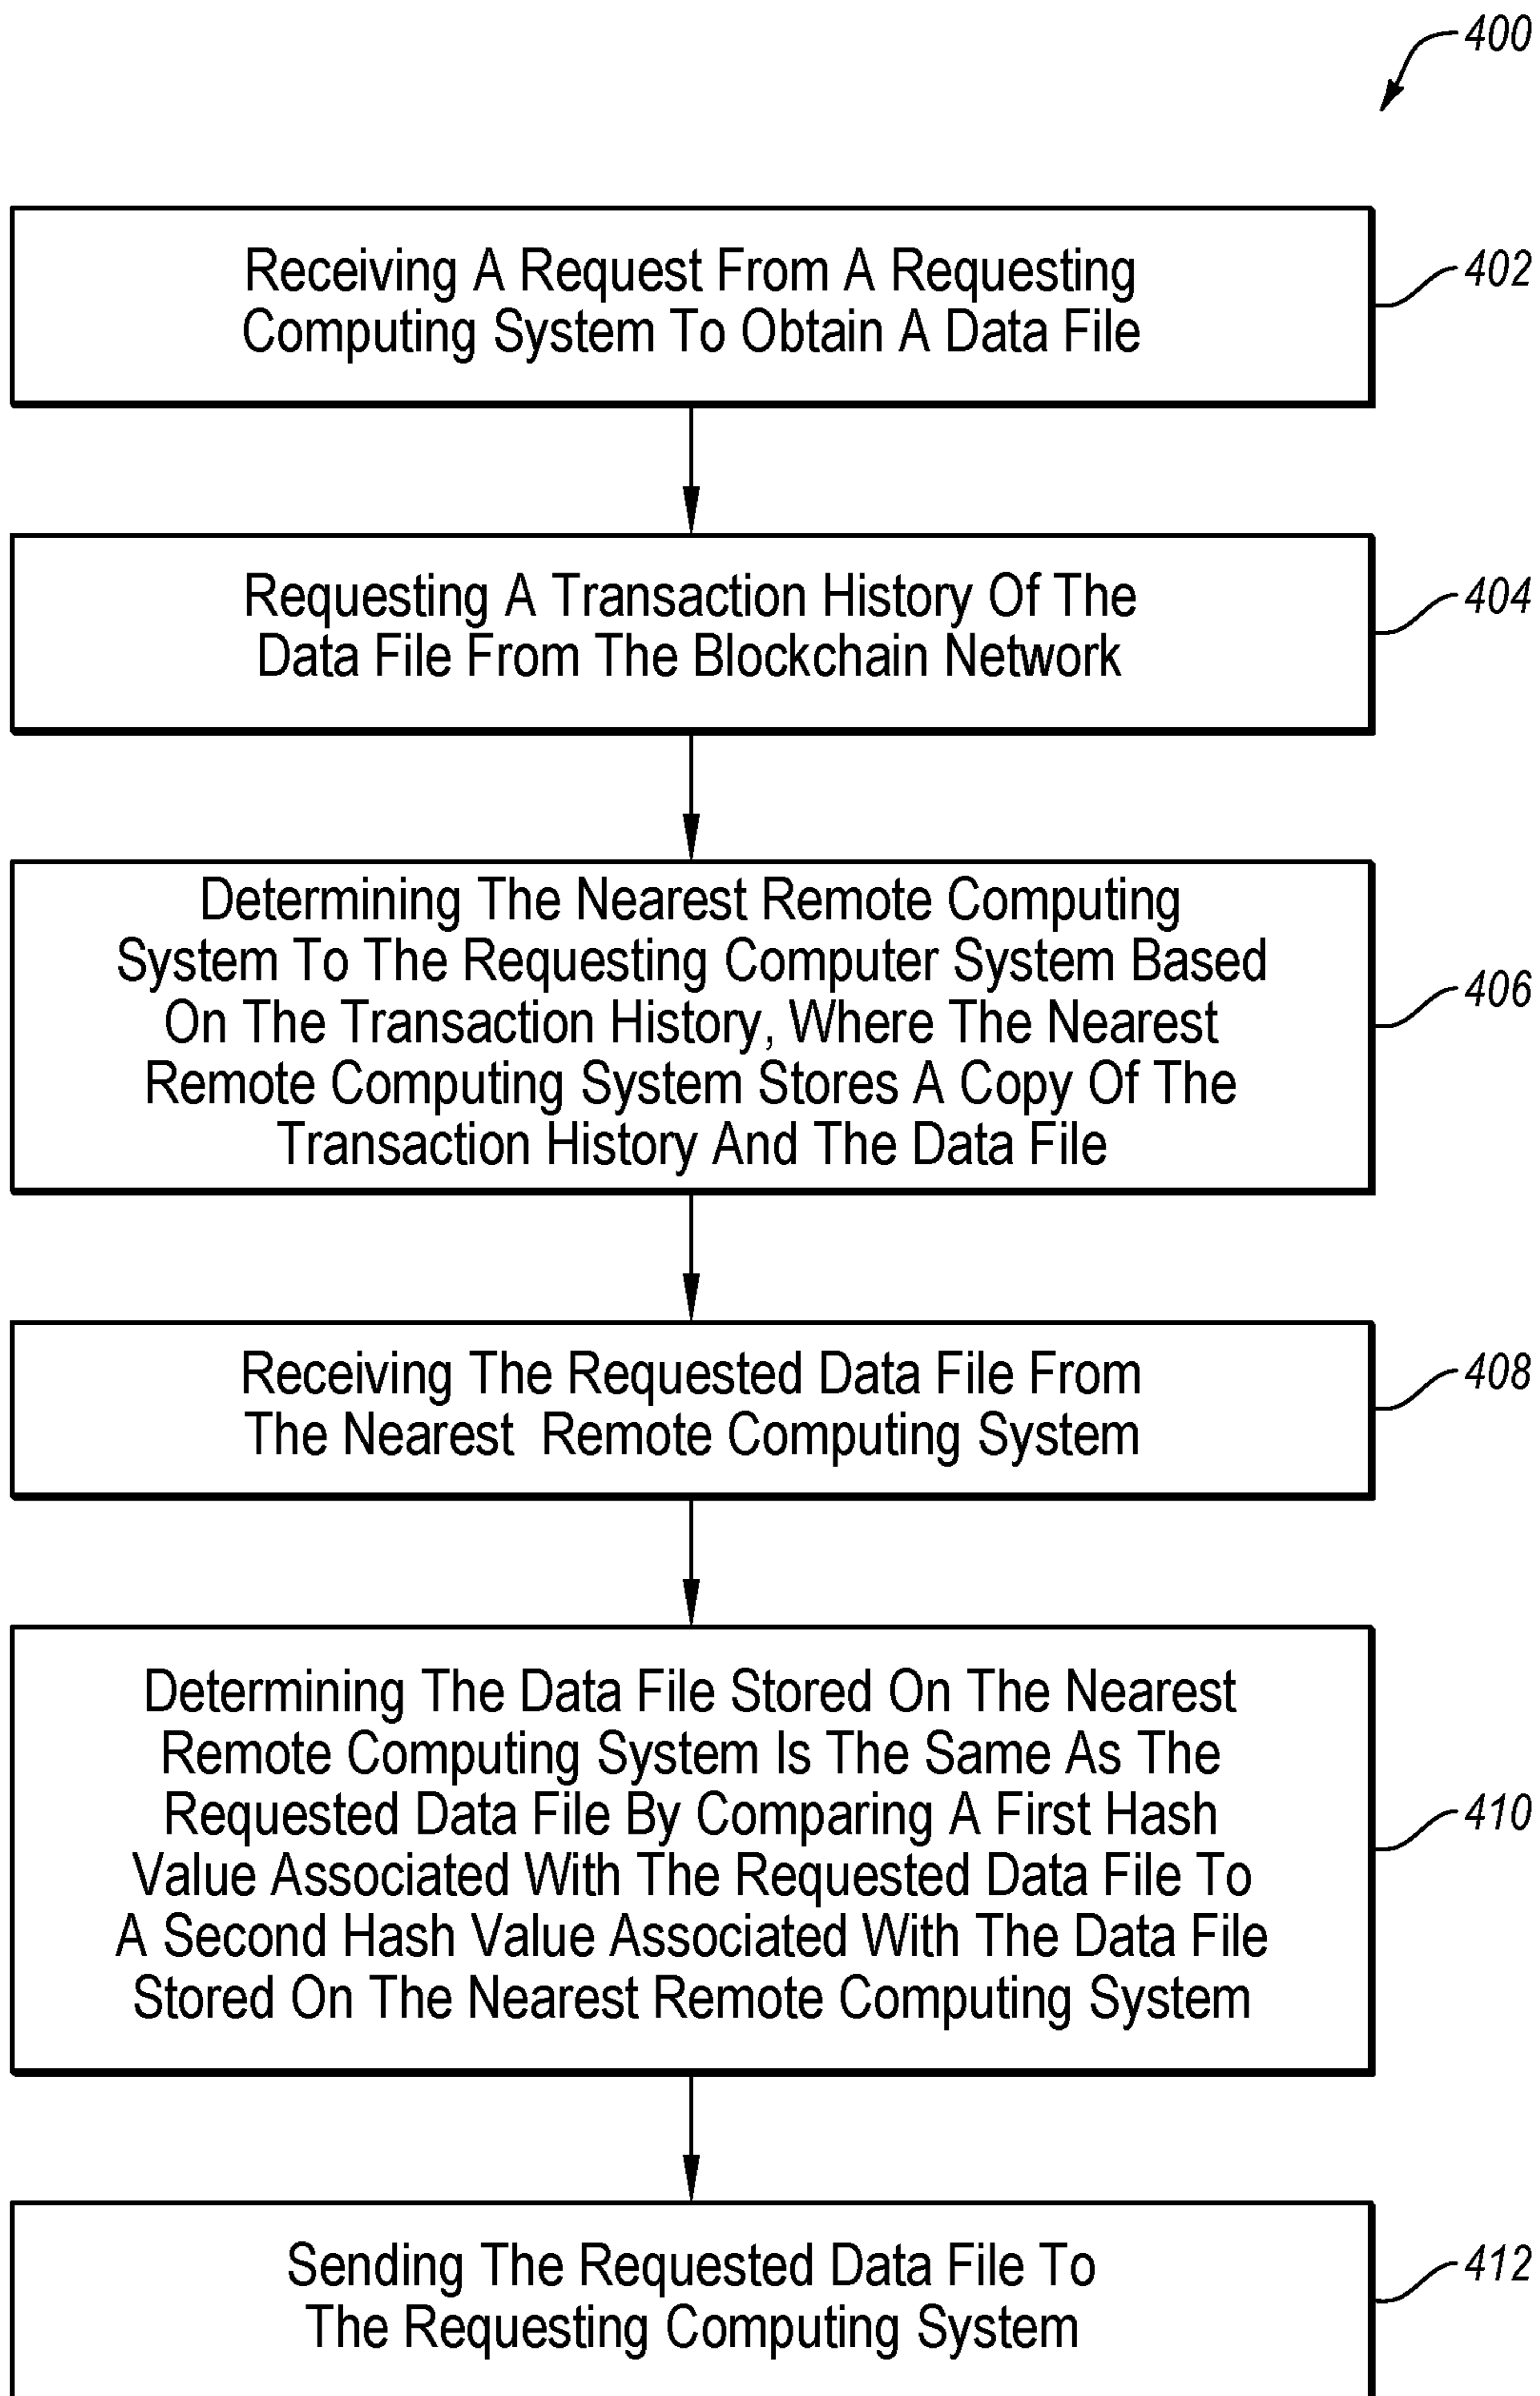 400
Receiving A Request From A Requesting
Computing System To Obtain A Data File
402
Requesting A Transaction History Of The
Data File From The Blockchain Network
404
Determining The Nearest Remote Computing
System To The Requesting Computer System Based
On The Transaction History, Where The Nearest
Remote Computing System Stores A Copy Of The
Transaction History And The Data File
406
Receiving The Requested Data File From
The Nearest Remote Computing System
408
Determining The Data File Stored On The Nearest
Remote Computing System Is The Same As The
Requested Data File By Comparing A First Hash
Value Associated With The Requested Data File To
A Second Hash Value Associated With The Data File
Stored On The Nearest Remote Computing System
410
Sending The Requested Data File To
The Requesting Computing System
412